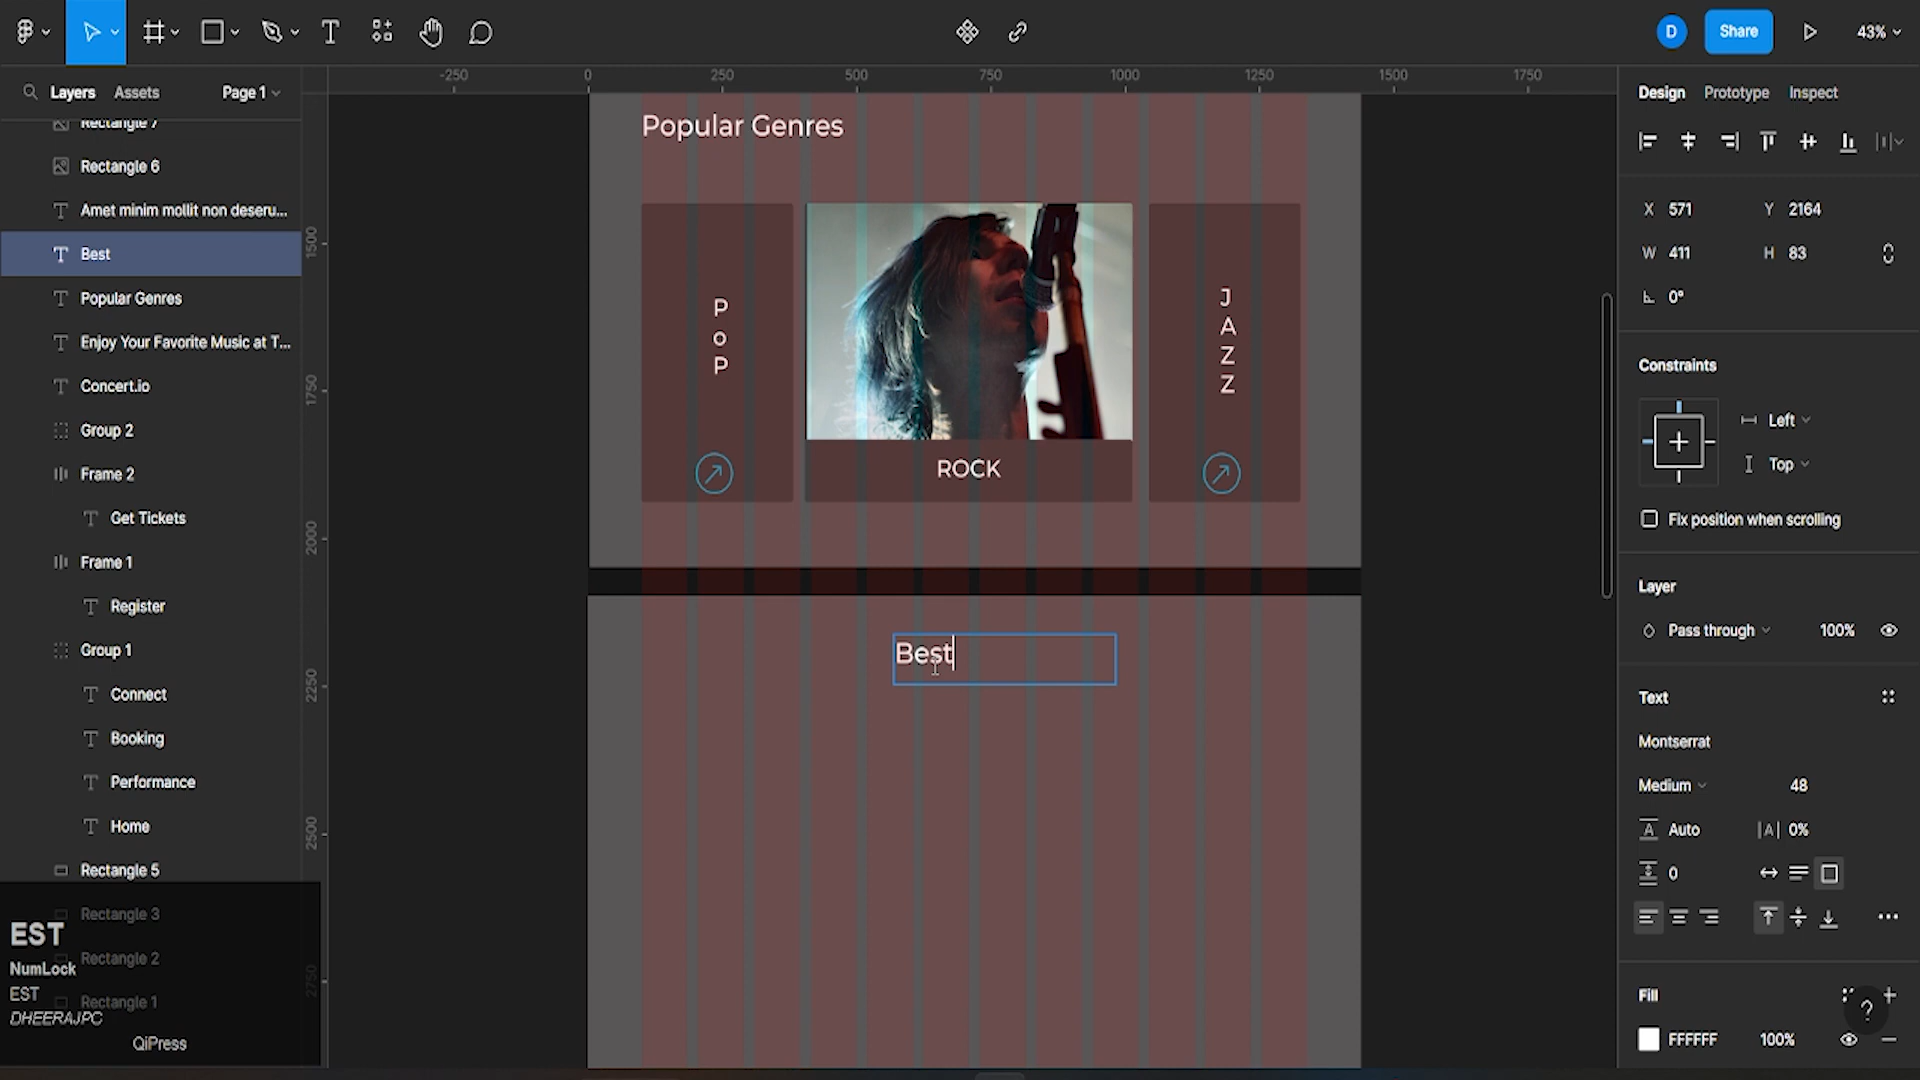 D
Share
43%
Layers
Assets
Page 1
Design
Prototype
Inspect
-250
0
250
500
750
1000
1250
1500
1750
Rectangle 7
Rectangle 6
Amet minim mollit non deseru...
Best
Popular Genres
Enjoy Your Favorite Music at T...
Concert.io
Group 2
Frame 2
Get Tickets
Frame 1
Register
Group 1
Connect
Booking
Performance
Home
Rectangle 5
Rectangle 3
Rectangle 2
Rectangle 1
EST
NumLock
EST
DHEERAJPC
QiPress
1500
1750
2000
2250
2500
2750
Popular Genres
P
O
P
ROCK
J
A
Z
Z
Best
X 571
Y 2164
W 411
H 83
0°
Constraints
Left
Top
Fix position when scrolling
Layer
Pass through
100%
Text
Montserrat
Medium
48
A Auto
|A| 0%
0
Fill
?
FFFFFF
100%